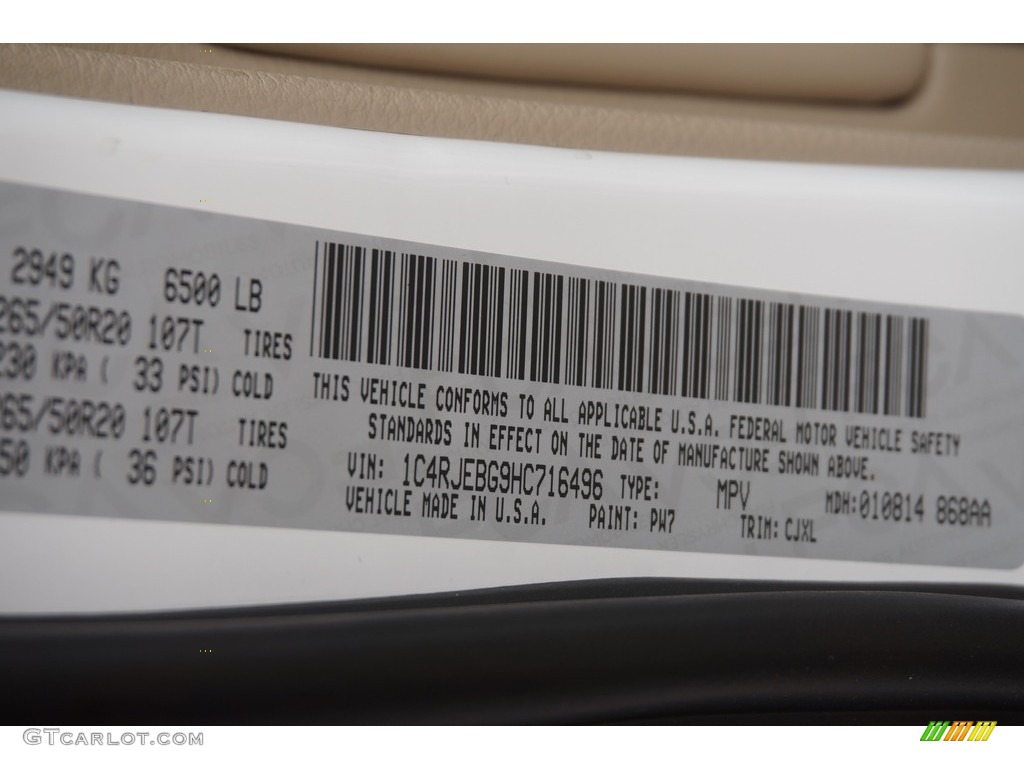 2949 KG 6500 LB
265/50R20 107T TIRES
230 KPA ( 33 PSI) COLD
265/50R20 107T TIRES
250 KPA ( 36 PSI) COLD
THIS VEHICLE CONFORMS TO ALL APPLICABLE U.S.A. FEDERAL MOTOR VEHICLE SAFETY
STANDARDS IN EFFECT ON THE DATE OF MANUFACTURE SHOWN ABOVE.
VIN: 1C4RJEBG9HC716496 TYPE: MPV MDH:010814 868AA
VEHICLE MADE IN U.S.A. PAINT: PW7 TRIM: CJXL
GTCarlot.com